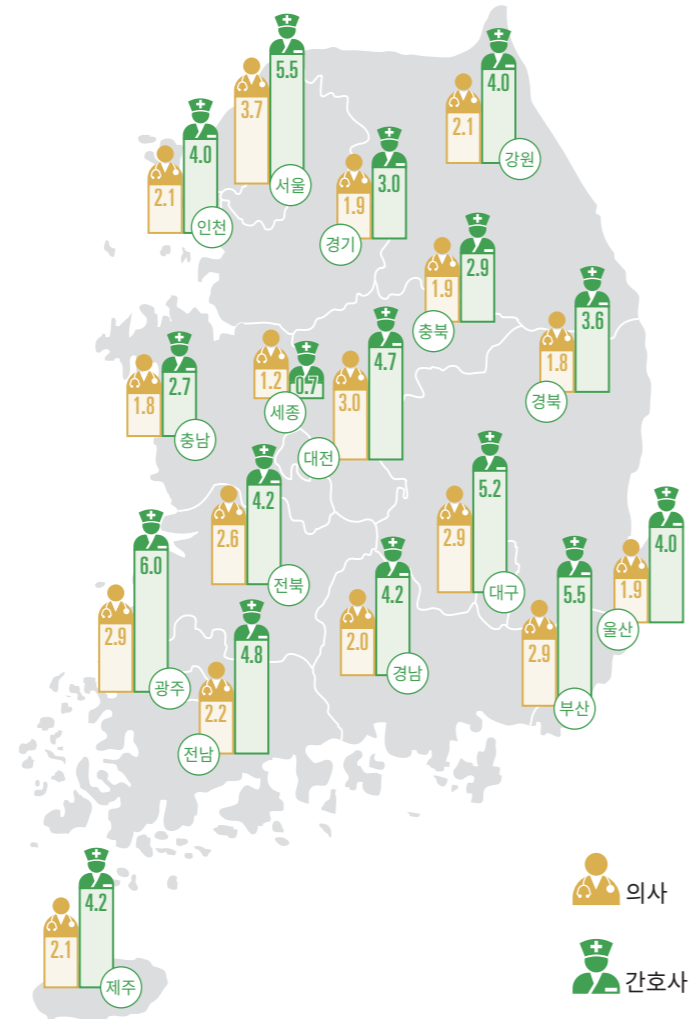 5.5
3.7
서울
4.0
2.1
강원
4.0
2.1
인천
3.0
1.9
경기
2.9
1.9
충북
3.6
1.8
경북
2.7
1.8
충남
1.2
0.7
세종
4.7
3.0
대전
4.2
2.6
전북
5.2
2.9
대구
4.0
1.9
울산
6.0
2.9
광주
4.2
2.0
경남
5.5
2.9
부산
4.8
2.2
전남
4.2
2.1
제주
의사
간호사